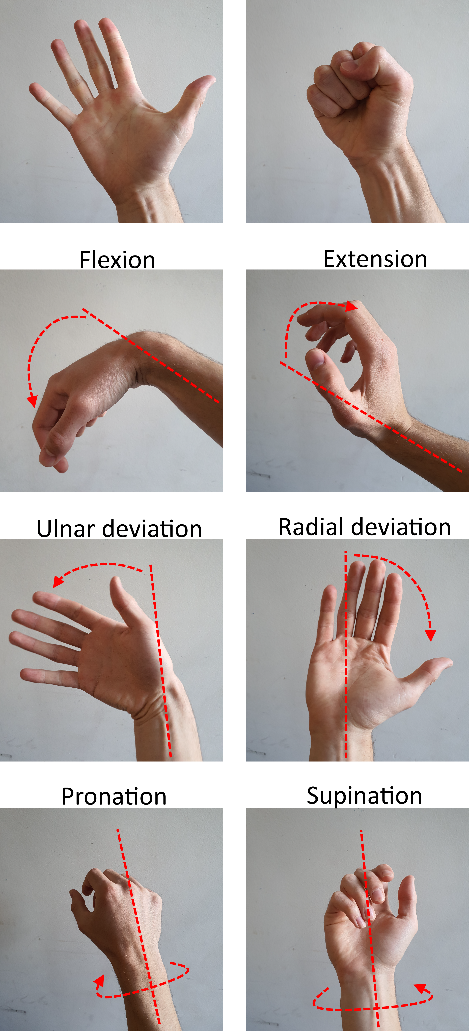 Flexion
Extension
Ulnar deviation
Radial deviation
Pronation
Supination